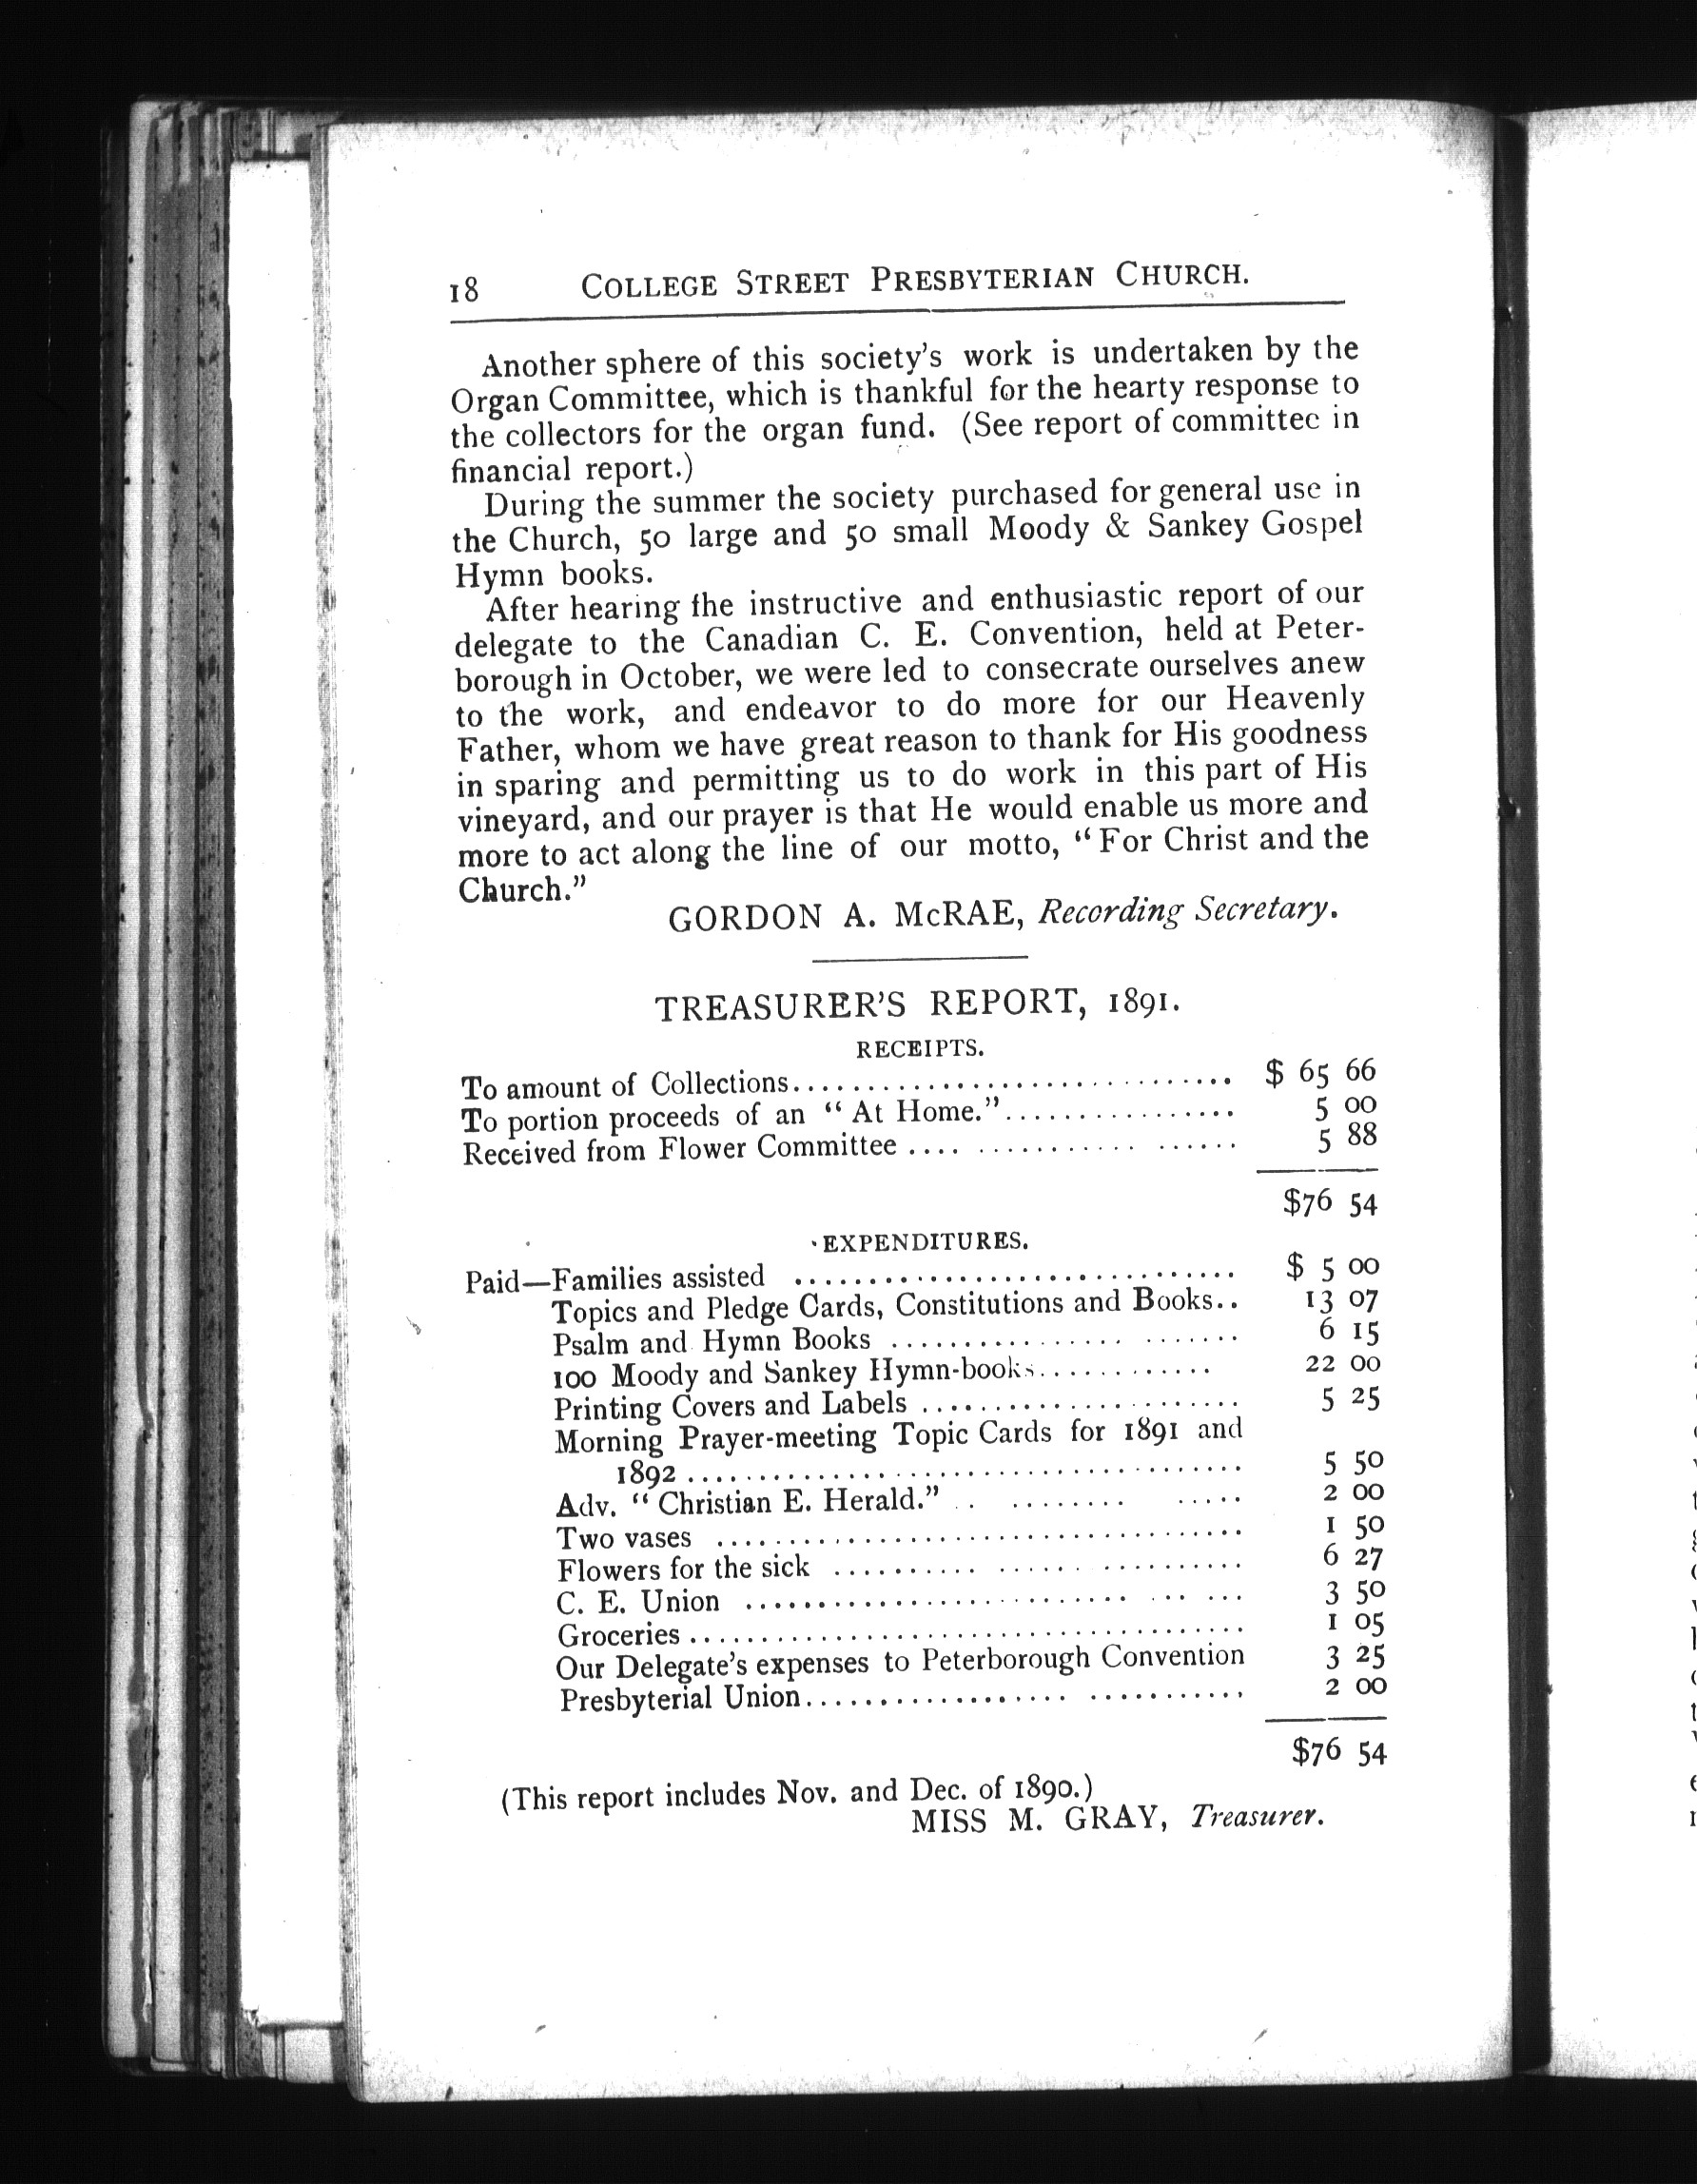 18 COLLEGE STREET PRESBYTERIAN CHURCH.
Another sphere of this society's work is undertaken by the
Organ Committee, which is thankful for the hearty response to
the collectors for the organ fund. (See report of committee in
financial report.)
During the summer the society purchased for general use in
the Church, 50 large and 50 small Moody & Sankey Gospel
Hymn books.
After hearing the instructive and enthusiastic report of our
delegate to the Canadian C. E. Convention, held at Peter-
borough in October, we were led to consecrate ourselves anew
to the work, and endeavor to do more for our Heavenly
Father, whom we have great reason to thank for His goodness
in sparing and permitting us to do work in this part of His
vineyard, and our prayer is that He would enable us more and
more to act along the line of our motto, "For Christ and the
Church."
GORDON A. McRAE, Recording Secretary.
TREASURER'S REPORT, 1891.
RECEIPTS.
To amount of Collections.............................. $ 65 66
To portion proceeds of an "At Home."................ 5 00
Received from Flower Committee .... ........... ...... 5 88
$76 54
EXPENDITURES.
Paid—Families assisted .............................. $ 5 00
Topics and Pledge Cards, Constitutions and Books.. 13 07
Psalm and Hymn Books ................ ....... 6 15
100 Moody and Sankey Hymn-books............ 22 00
Printing Covers and Labels ...................... 5 25
Morning Prayer-meeting Topic Cards for 1891 and
1892 ...................................... 5 50
Adv. "Christian E. Herald." .. ........ ..... 2 00
Two vases .................................... 1 50
Flowers for the sick .......... ...... .......... 6 27
C. E. Union .......................... ... ... 3 50
Groceries ...................................... 1 05
Our Delegate's expenses to Peterborough Convention 3 25
Presbyterial Union.................. ........... 2 00
$76 54
(This report includes Nov. and Dec. of 1890.)
MISS M. GRAY, Treasurer.